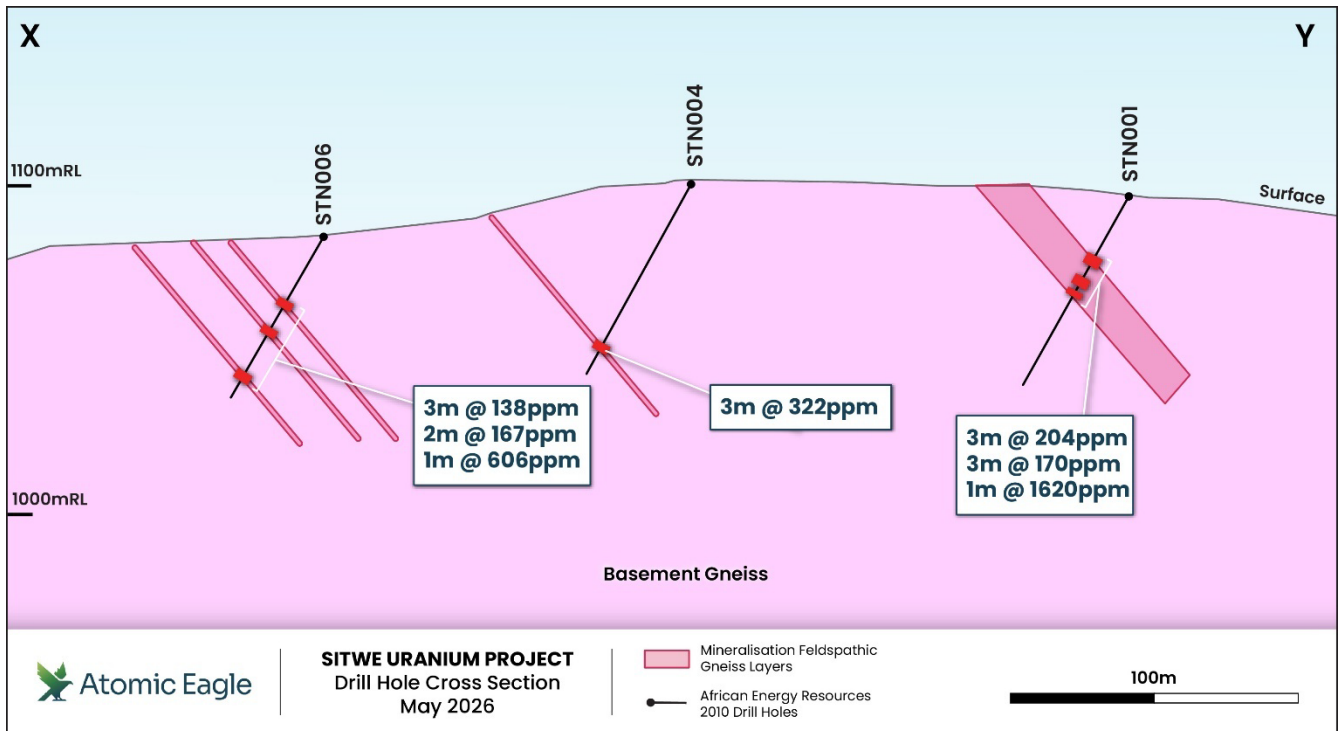 X
Y
STN006
STN004
STN001
1100mRL
Surface
3m @ 138ppm
2m @ 167ppm
1m @ 606ppm
3m @ 322ppm
3m @ 204ppm
3m @ 170ppm
1m @ 1620ppm
1000mRL
Basement Gneiss
Atomic Eagle
SITWE URANIUM PROJECT
Drill Hole Cross Section
May 2026
Mineralisation Feldspathic
Gneiss Layers
African Energy Resources
2010 Drill Holes
100m